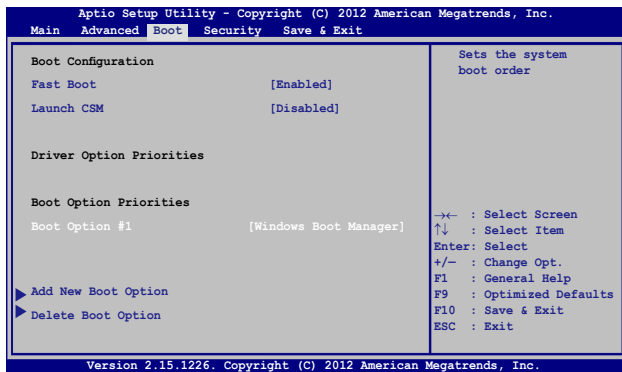 Aptio Setup Utility - Copyright (C) 2012 American Megatrends, Inc.
Main Advanced Boot Security Save & Exit
Boot Configuration
Fast Boot [Enabled]
Launch CSM [Disabled]
Driver Option Priorities
Boot Option Priorities
Boot Option #1 [Windows Boot Manager]
Add New Boot Option
Delete Boot Option
Sets the system
boot order
→← : Select Screen
↑↓ : Select Item
Enter: Select
+/— : Change Opt.
F1 : General Help
F9 : Optimized Defaults
F10 : Save & Exit
ESC : Exit
Version 2.15.1226. Copyright (C) 2012 American Megatrends, Inc.